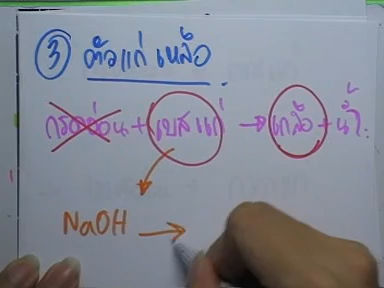 ③ ตัวแก่ เหลือ
กรดอ่อน + เบสแก่ → เกลือ + น้ำ
NaOH →